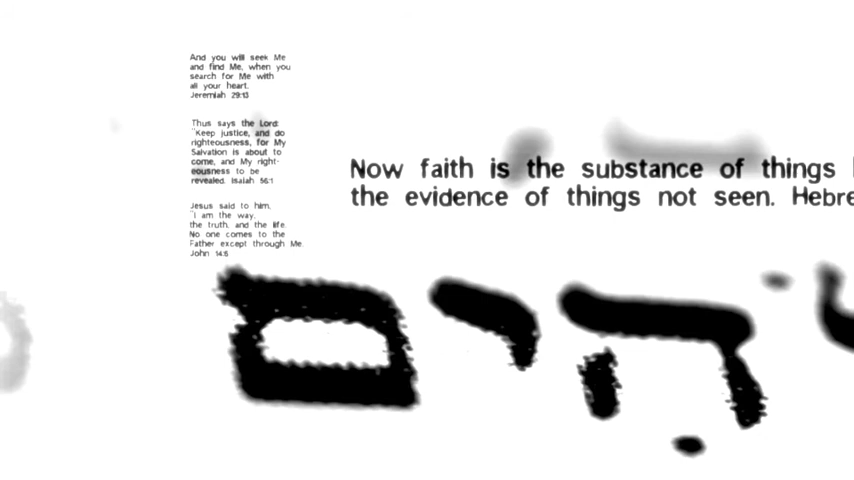 And you will seek Me
and find Me, when you
search for Me with
all your heart.
Jeremiah 29:13
Thus says the Lord:
"Keep justice, and do
righteousness, for My
Salvation is about to
come, and My right-
eousness to be
revealed. Isaiah 56:1
Jesus said to him,
"I am the way,
the truth, and the life.
No one comes to the
Father except through Me.
John 14:6
Now faith is the substance of things
the evidence of things not seen. Hebre
הים